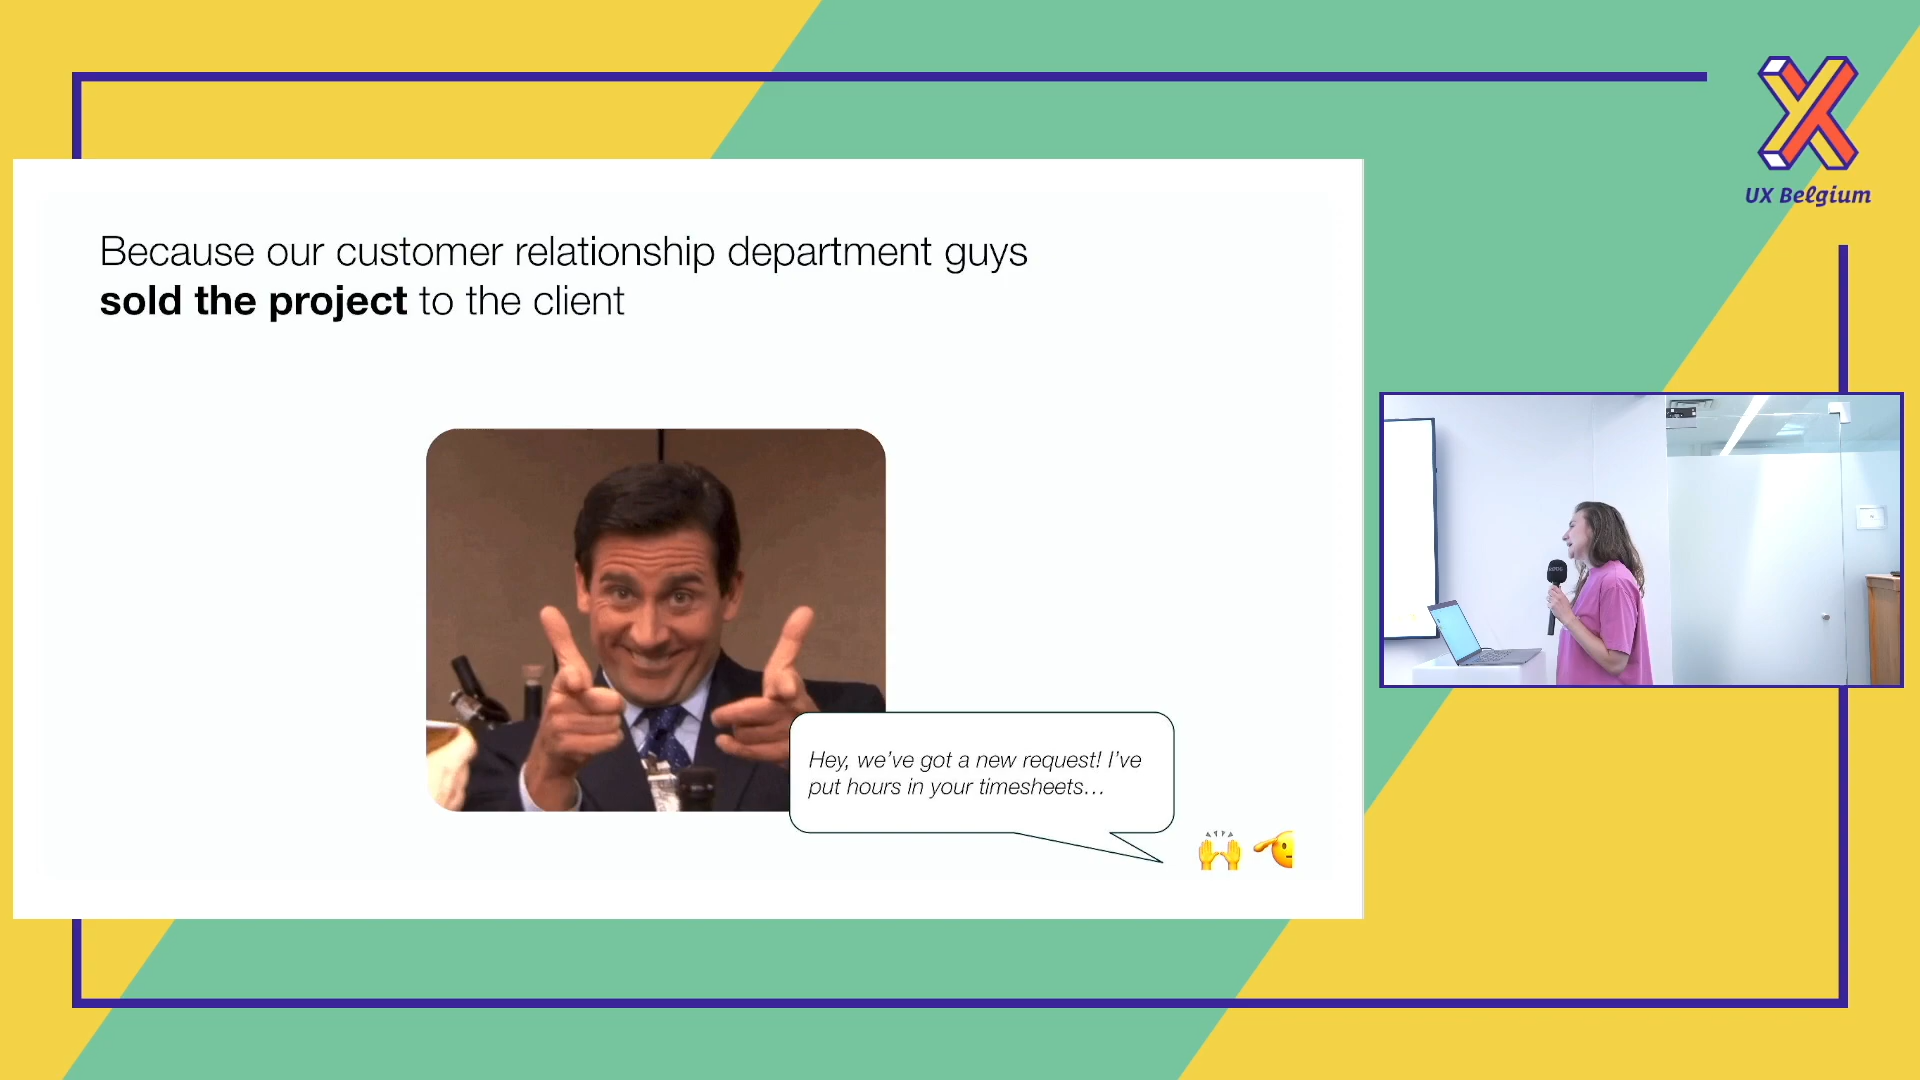 Because our customer relationship department guys
sold the project to the client
Hey, we've got a new request! I've
put hours in your timesheets...
UX Belgium